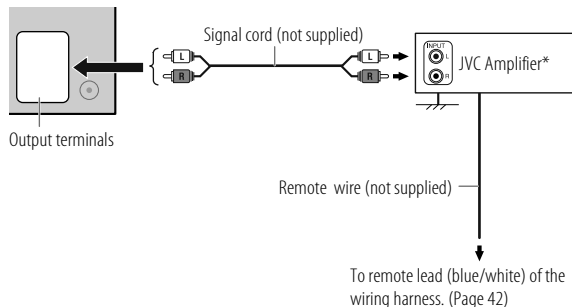 Signal cord (not supplied)
L
L
R
R
INPUT
L
R
JVC Amplifier*
Output terminals
Remote wire (not supplied)
To remote lead (blue/white) of the
wiring harness. (Page 42)